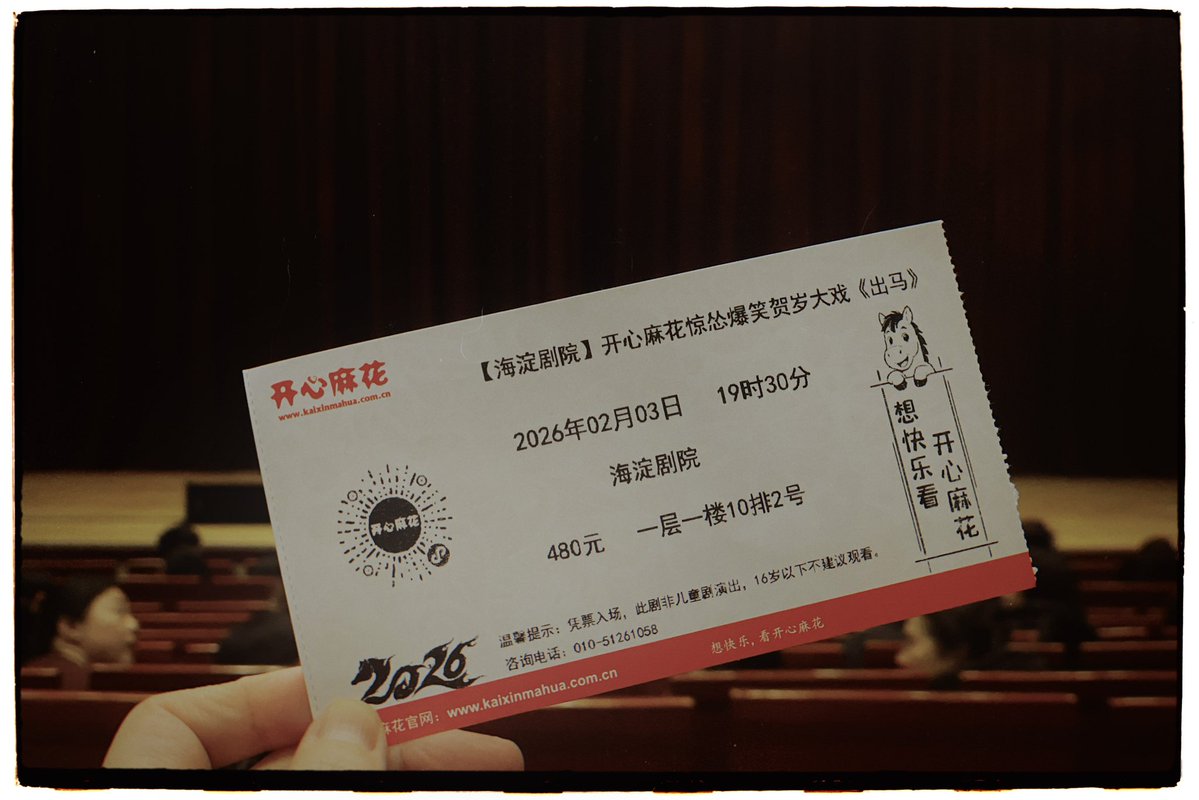 【海淀剧院】开心麻花惊怂爆笑贺岁大戏《出马》
开心麻花
www.kaixinmahua.com.cn
2026年02月03日 19时30分
海淀剧院
480元 一层一楼10排2号
开心麻花
想快乐看
开心麻花
温馨提示：凭票入场，此剧非儿童剧演出，16岁以下不建议观看。
咨询电话：010-51261058
2026
麻花官网：www.kaixinmahua.com.cn
想快乐，看开心麻花